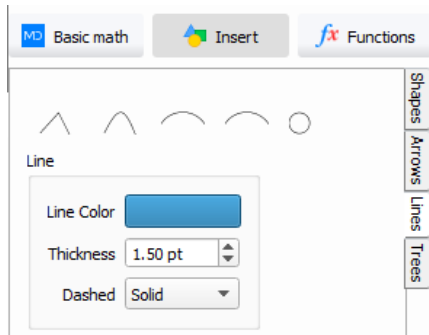 MD Basic math Insert fx Functions
Shapes
Arrows
Lines
Trees
Line
Line Color
Thickness 1.50 pt
Dashed Solid